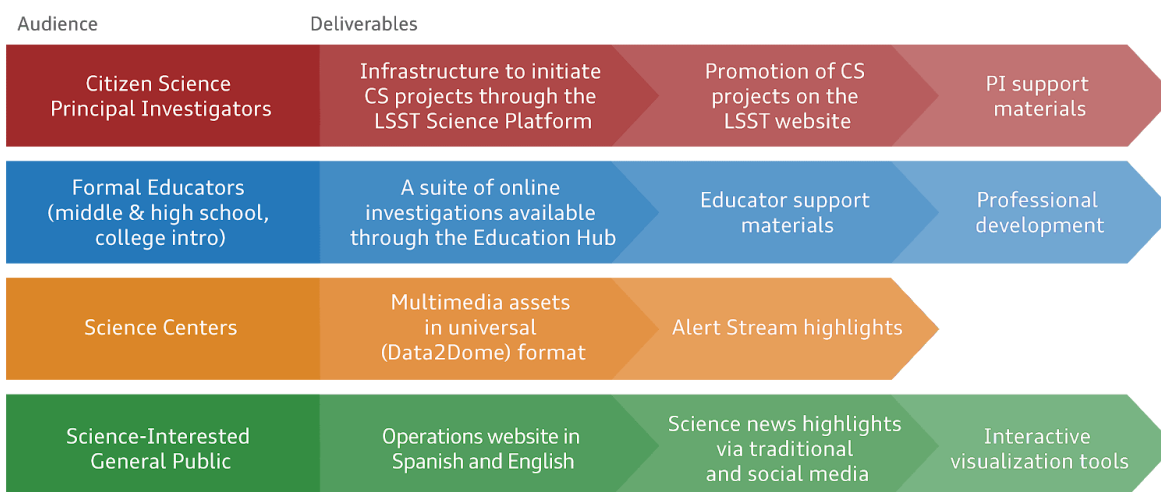 Audience
Deliverables
Citizen Science
Principal Investigators
Infrastructure to initiate
CS projects through the
LSST Science Platform
Promotion of CS
projects on the
LSST website
PI support
materials
Formal Educators
(middle & high school,
college intro)
A suite of online
investigations available
through the Education Hub
Educator support
materials
Professional
development
Science Centers
Multimedia assets
in universal
(Data2Dome) format
Alert Stream highlights
Science-Interested
General Public
Operations website in
Spanish and English
Science news highlights
via traditional
and social media
Interactive
visualization tools